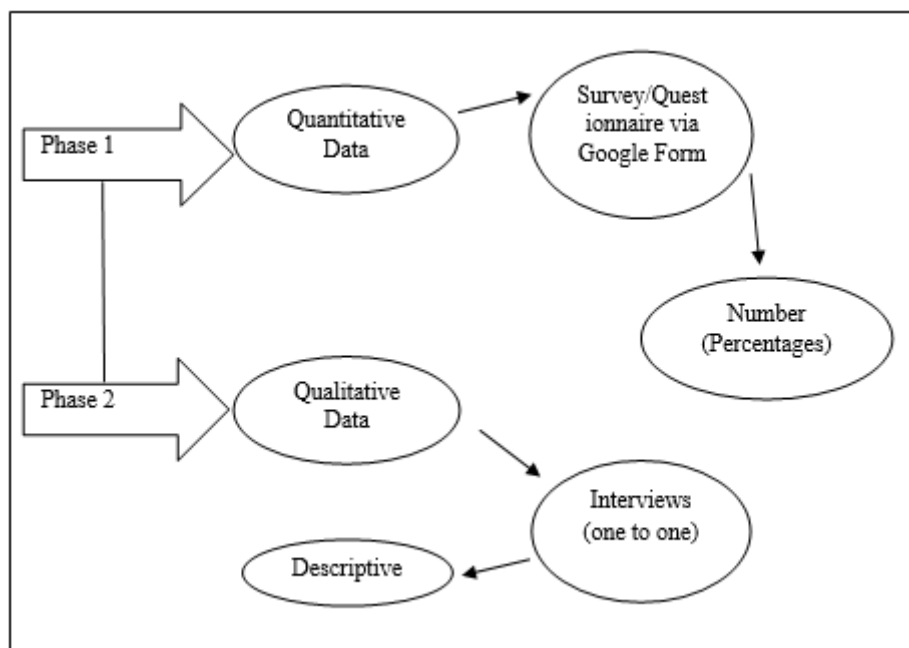 Phase 1
Quantitative
Data
Survey/Quest
ionnaire via
Google Form
Number
(Percentages)
Phase 2
Qualitative
Data
Interviews
(one to one)
Descriptive